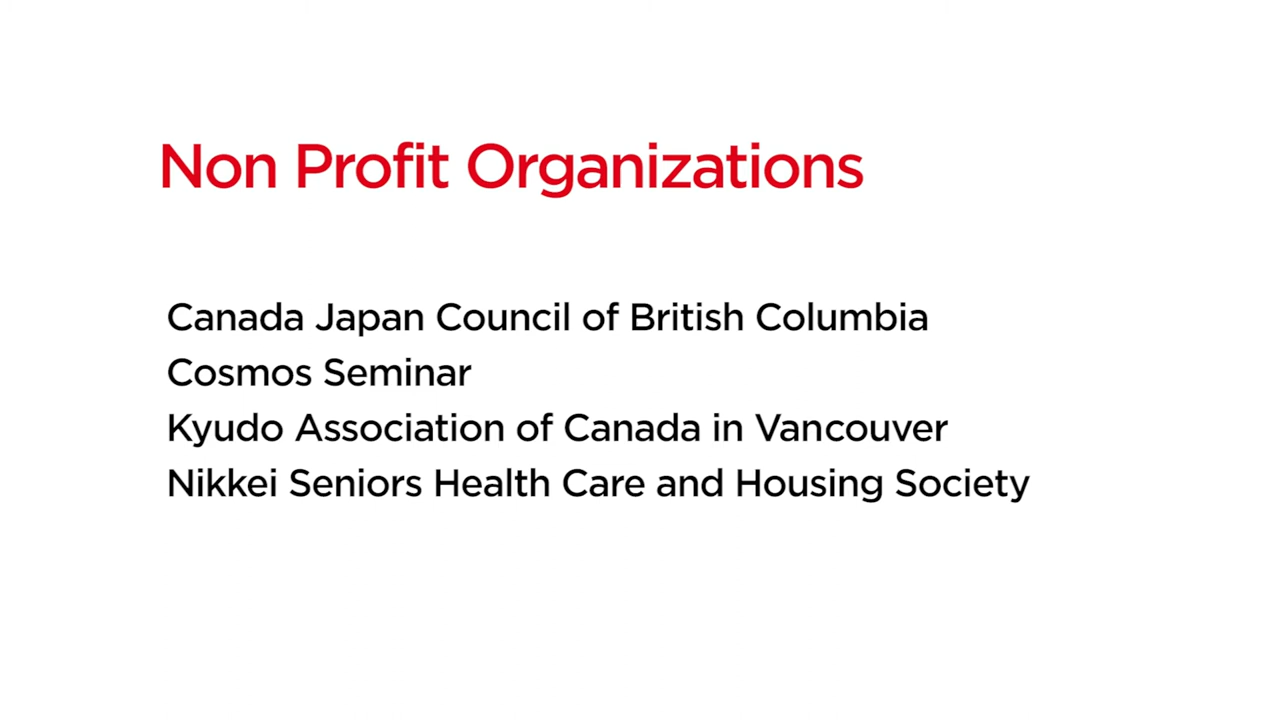 Non Profit Organizations
Canada Japan Council of British Columbia
Cosmos Seminar
Kyudo Association of Canada in Vancouver
Nikkei Seniors Health Care and Housing Society